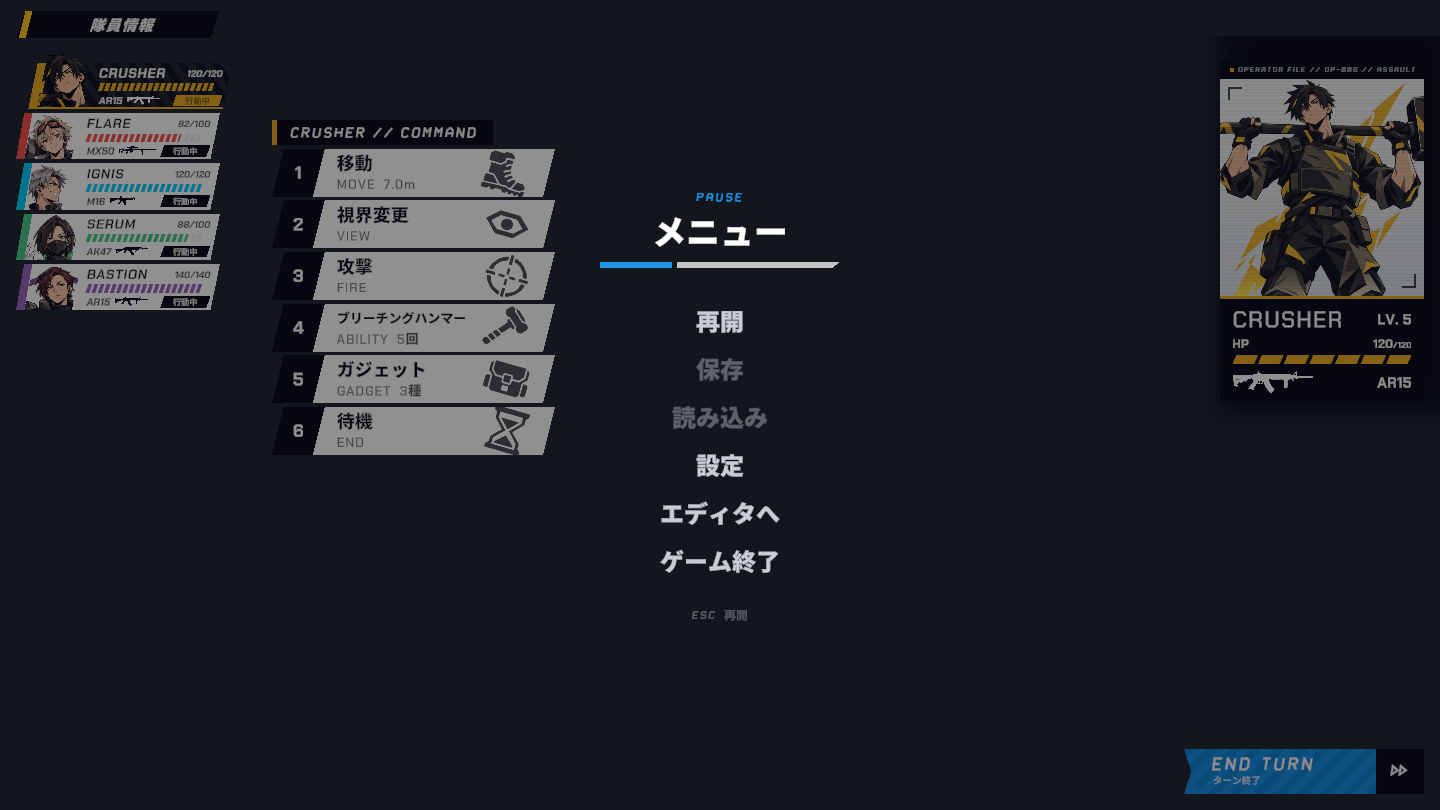 隊員情報
CRUSHER 120/120
AR15 行動中
FLARE 82/100
MX50 行動中
IGNIS 120/120
M16 行動中
SERUM 88/100
AK47 行動中
BASTION 140/140
AR15 行動中
CRUSHER // COMMAND
1 移動
MOVE 7.0m
2 視界変更
VIEW
3 攻撃
FIRE
4 ブリーチングハンマー
ABILITY 5回
5 ガジェット
GADGET 3種
6 待機
END
PAUSE
メニュー
再開
保存
読み込み
設定
エディタへ
ゲーム終了
ESC 再開
OPERATOR FILE // OP-006 // ASSAULT
CRUSHER LV. 5
HP 120/120
AR15
END TURN
ターン終了